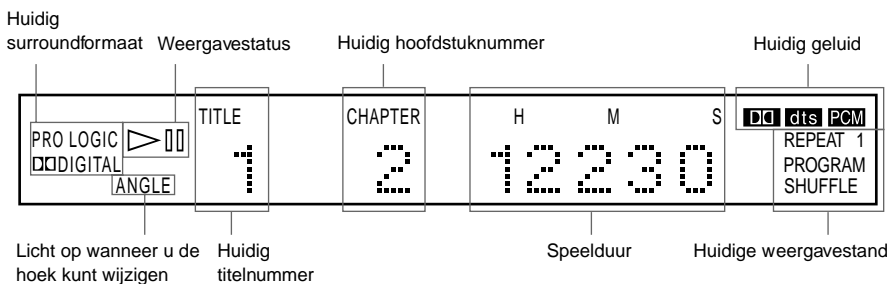 Huidig
surroundformaat
Weergavestatus
Huidig hoofdstuknummer
Huidig geluid
TITLE
CHAPTER
H M S
DD dts PCM
PRO LOGIC
DD DIGITAL
ANGLE
1
2
12230
REPEAT 1
PROGRAM
SHUFFLE
Licht op wanneer u de
hoek kunt wijzigen
Huidig
titelnummer
Speelduur
Huidige weergavestand